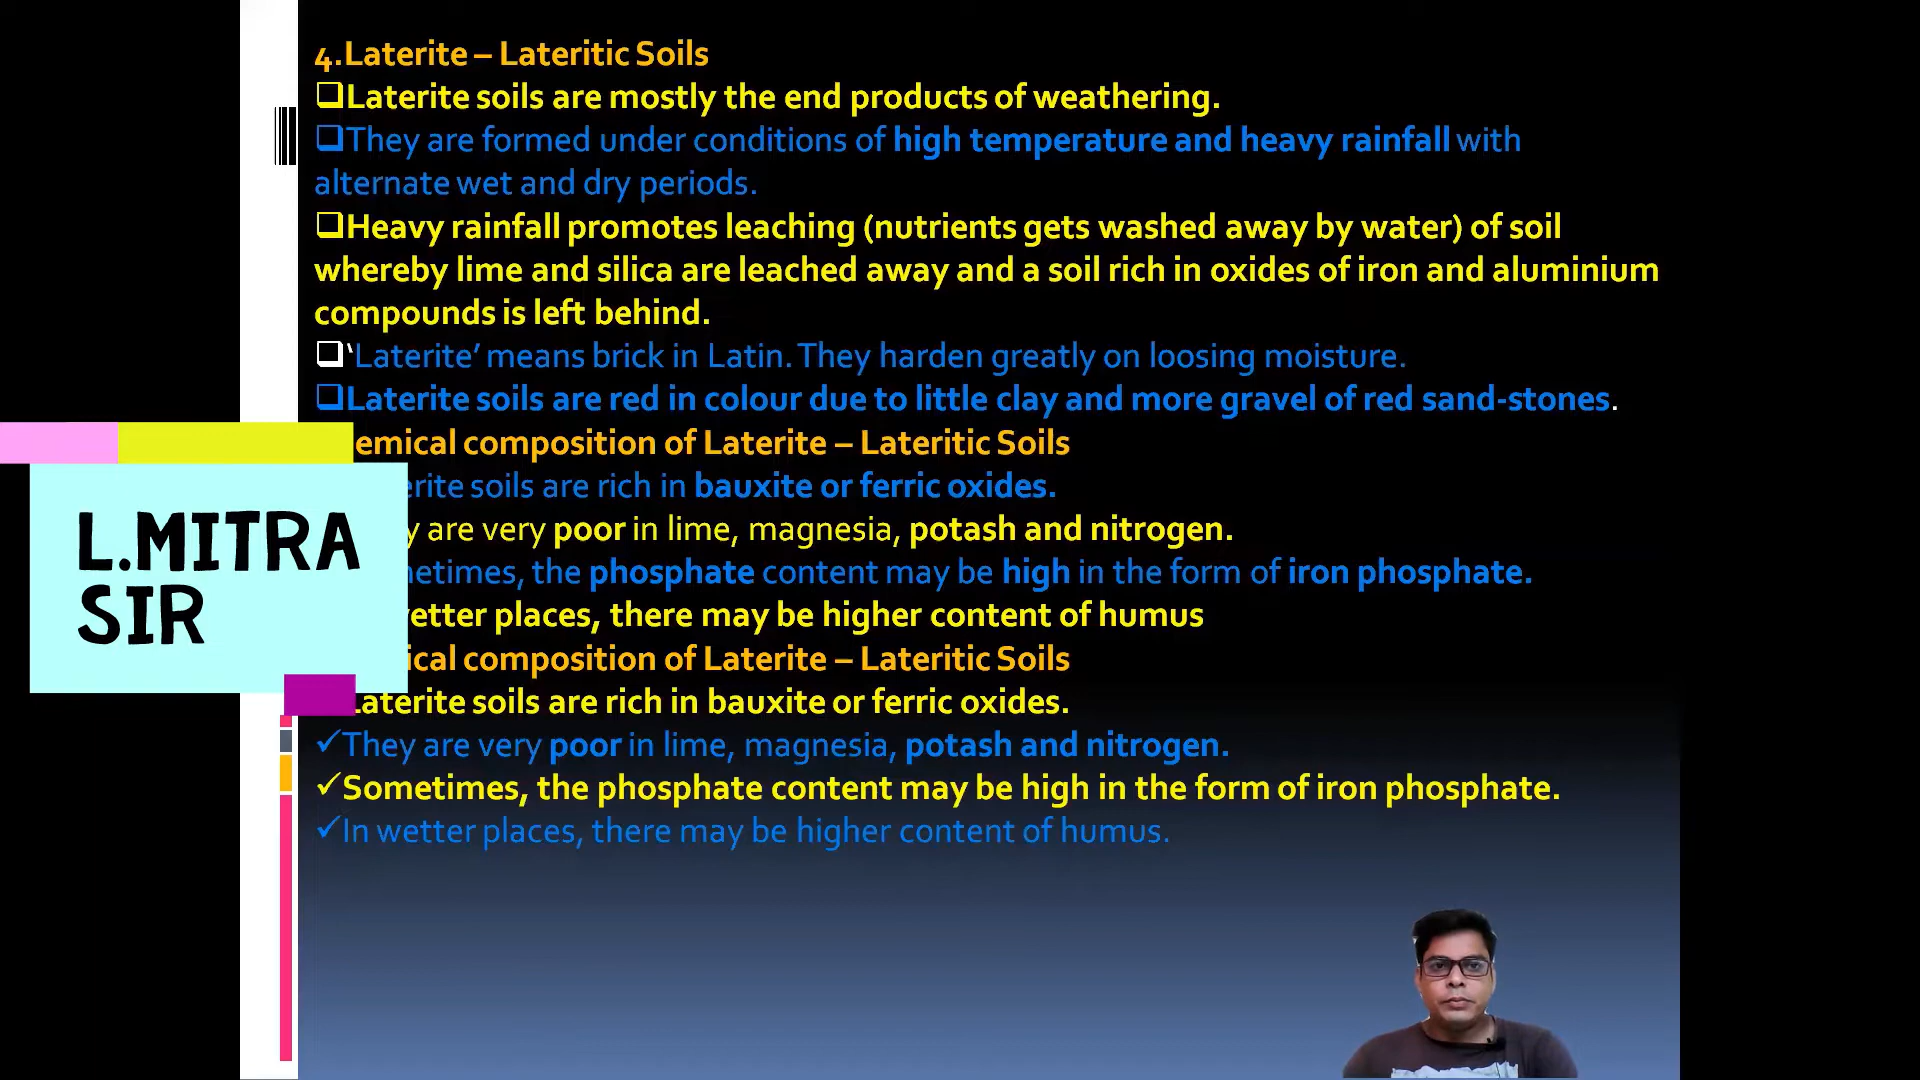 4.Laterite – Lateritic Soils
❑Laterite soils are mostly the end products of weathering.
❑They are formed under conditions of high temperature and heavy rainfall with
alternate wet and dry periods.
❑Heavy rainfall promotes leaching (nutrients gets washed away by water) of soil
whereby lime and silica are leached away and a soil rich in oxides of iron and aluminium
compounds is left behind.
❑‘Laterite’ means brick in Latin. They harden greatly on loosing moisture.
❑Laterite soils are red in colour due to little clay and more gravel of red sand-stones.
emical composition of Laterite – Lateritic Soils
erite soils are rich in bauxite or ferric oxides.
y are very poor in lime, magnesia, potash and nitrogen.
netimes, the phosphate content may be high in the form of iron phosphate.
wetter places, there may be higher content of humus
ical composition of Laterite – Lateritic Soils
Laterite soils are rich in bauxite or ferric oxides.
✓They are very poor in lime, magnesia, potash and nitrogen.
✓Sometimes, the phosphate content may be high in the form of iron phosphate.
✓In wetter places, there may be higher content of humus.
L.MITRA
SIR